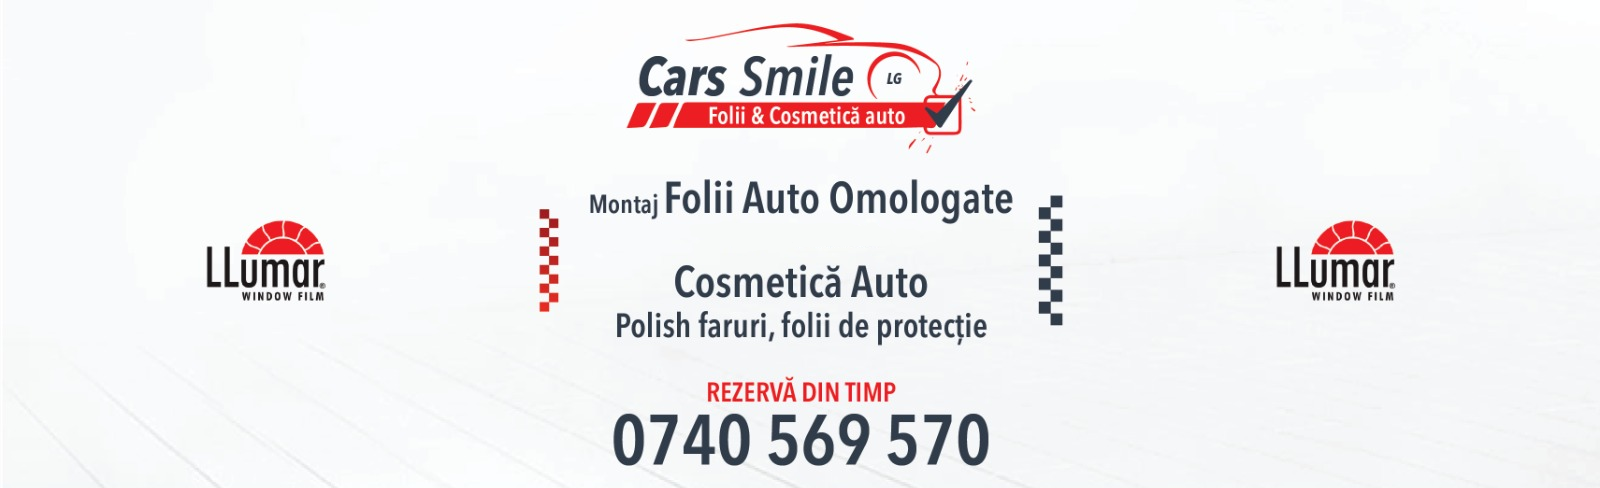 Cars Smile LG
Folii & Cosmetică auto
Montaj Folii Auto Omologate
LLumar®
WINDOW FILM
LLumar®
WINDOW FILM
Cosmetică Auto
Polish faruri, folii de protecție
REZERVĂ DIN TIMP
0740 569 570